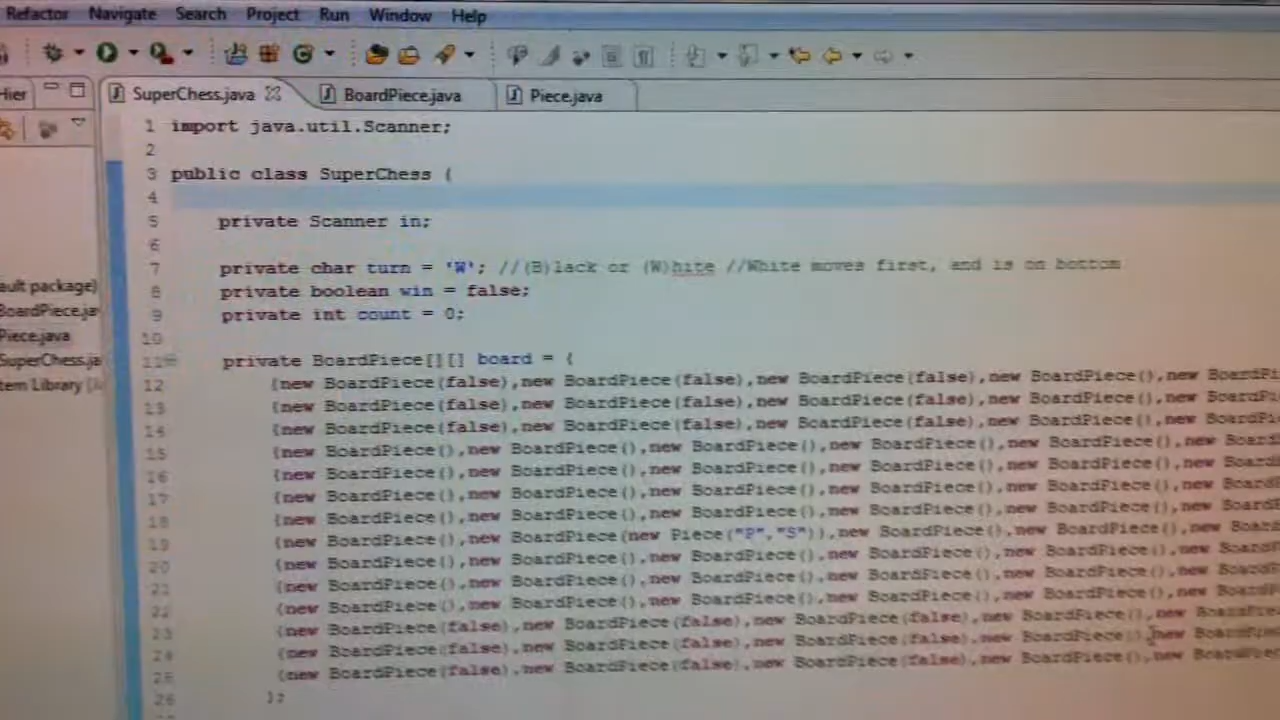 Refactor Navigate Search Project Run Window Help
Hier SuperChess.java BoardPiece.java Piece.java
1 import java.util.Scanner;
2
3 public class SuperChess {
4
5 private Scanner in;
6
7 private char turn = 'W'; //(B)lack or (W)hite //White moves first, and is on bottom
8 private boolean win = false;
9 private int count = 0;
10
11 private BoardPiece[][] board = {
12 {new BoardPiece(false),new BoardPiece(false),new BoardPiece(false),new BoardPiece(),new
13 {new BoardPiece(false),new BoardPiece(false),new BoardPiece(false),new BoardPiece(),new
14 {new BoardPiece(false),new BoardPiece(false),new BoardPiece(false),new BoardPiece(),new
15 {new BoardPiece(),new BoardPiece(),new BoardPiece(),new BoardPiece(),new BoardPiece(),new
16 {new BoardPiece(),new BoardPiece(),new BoardPiece(),new BoardPiece(),new BoardPiece(),new
17 {new BoardPiece(),new BoardPiece(),new BoardPiece(),new BoardPiece(),new BoardPiece(),new
18 {new BoardPiece(),new BoardPiece(),new BoardPiece(),new BoardPiece(),new BoardPiece(),new
19 {new BoardPiece(),new BoardPiece(new Piece("P","S")),new BoardPiece(),new BoardPiece(),new
20 {new BoardPiece(),new BoardPiece(),new BoardPiece(),new BoardPiece(),new BoardPiece(),new
21 {new BoardPiece(),new BoardPiece(),new BoardPiece(),new BoardPiece(),new BoardPiece(),new
22 {new BoardPiece(),new BoardPiece(),new BoardPiece(),new BoardPiece(),new BoardPiece(),new
23 {new BoardPiece(false),new BoardPiece(false),new BoardPiece(false),new BoardPiece(),new
24 {new BoardPiece(false),new BoardPiece(false),new BoardPiece(false),new BoardPiece(),new
25 {new BoardPiece(false),new BoardPiece(false),new BoardPiece(false),new BoardPiece(),new
26 };
ault package)
BoardPiece.ja
Piece.java
SuperChess.ja
tem Library